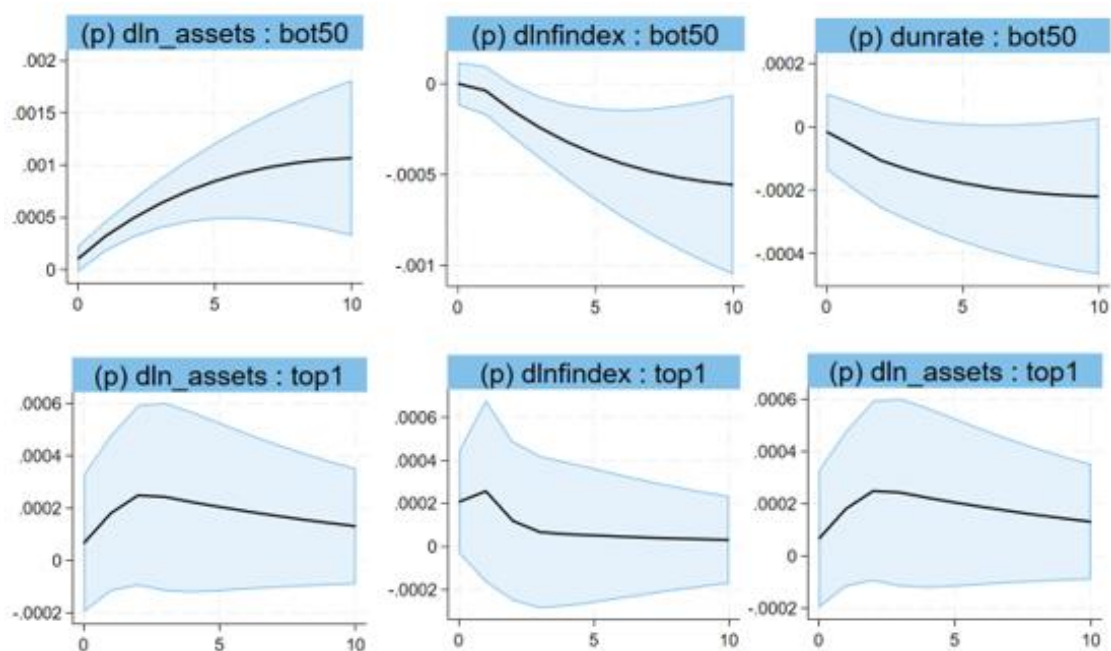 (p) dln_assets : bot50
.002
.0015
.001
.0005
0
0 5 10
(p) dlnfindex : bot50
0
-.0005
-.001
0 5 10
(p) dunrate : bot50
.0002
0
-.0002
-.0004
0 5 10
(p) dln_assets : top1
.0006
.0004
.0002
0
-.0002
0 5 10
(p) dlnfindex : top1
.0006
.0004
.0002
0
-.0002
0 5 10
(p) dln_assets : top1
.0006
.0004
.0002
0
-.0002
0 5 10